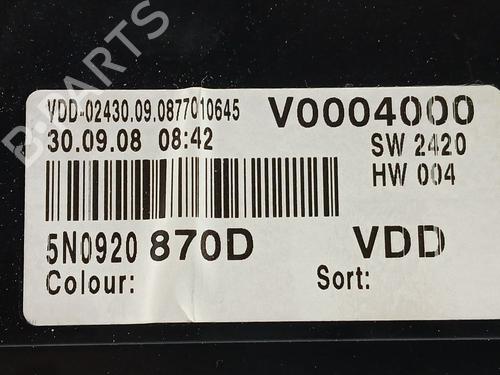 B-PARTS
VDD-02430.09.0877010645
V0004000
30.09.08 08:42
SW 2420
HW 004
5N0920 870D
VDD
Colour:
Sort: